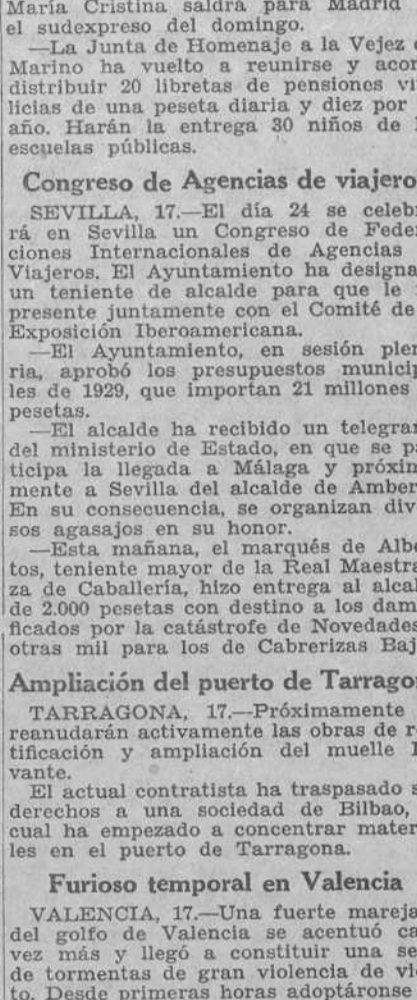 María Cristina saldrá para Madrid
el sudexpreso del domingo.
—La Junta de Homenaje a la Vejez
Marino ha vuelto a reunirse y acor
distribuir 20 libretas de pensiones vi
licias de una peseta diaria y diez por
año. Harán la entrega 30 niños de
escuelas públicas.
Congreso de Agencias de viajero
SEVILLA, 17.—El día 24 se celeb
rá en Sevilla un Congreso de Fede
ciones Internacionales de Agencias
Viajeros. El Ayuntamiento ha designa
un teniente de alcalde para que le
presente juntamente con el Comité de
Exposición Iberoamericana.
—El Ayuntamiento, en sesión plen
ria, aprobó los presupuestos municip
les de 1929, que importan 21 millones
pesetas.
—El alcalde ha recibido un telegra
del ministerio de Estado, en que se pa
ticipa la llegada a Málaga y próxim
mente a Sevilla del alcalde de Amber
En su consecuencia, se organizan div
sos agasajos en su honor.
—Esta mañana, el marqués de Albe
tos, teniente mayor de la Real Maestra
za de Caballería, hizo entrega al alcal
de 2.000 pesetas con destino a los dam
ficados por la catástrofe de Novedades
otras mil para los de Cabrerizas Baj
Ampliación del puerto de Tarrago
TARRAGONA, 17.—Próximamente
reanudarán activamente las obras de r
tificación y ampliación del muelle
vante.
El actual contratista ha traspasado s
derechos a una sociedad de Bilbao,
cual ha empezado a concentrar mater
les en el puerto de Tarragona.
Furioso temporal en Valencia
VALENCIA, 17.—Una fuerte mareja
del golfo de Valencia se acentuó ca
vez más y llegó a constituir una se
de tormentas de gran violencia de vi
to. Desde primeras horas adoptáronse